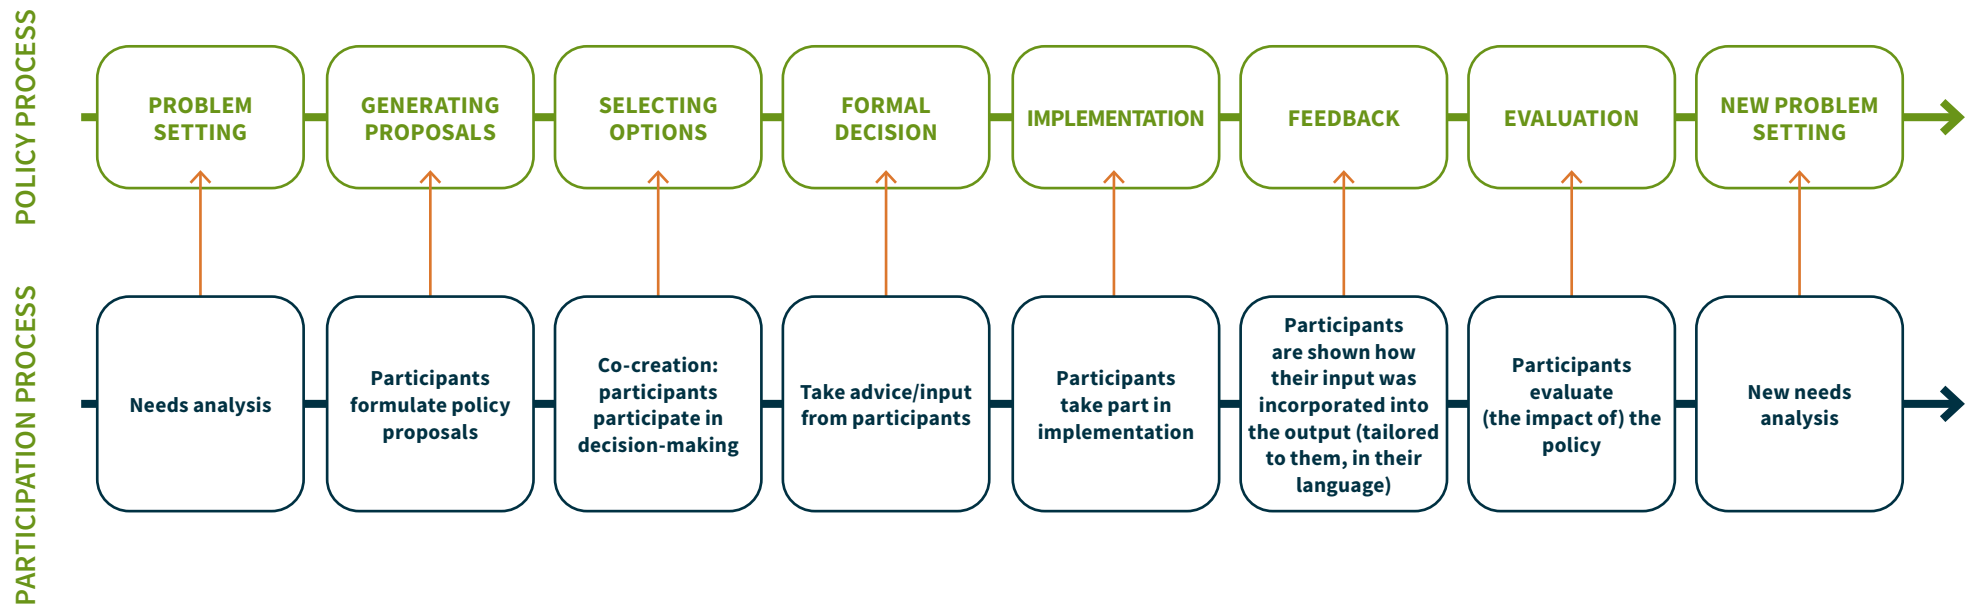 POLICY PROCESS
PROBLEM
SETTING
GENERATING
PROPOSALS
SELECTING
OPTIONS
FORMAL
DECISION
IMPLEMENTATION
FEEDBACK
EVALUATION
NEW PROBLEM
SETTING
PARTICIPATION PROCESS
Needs analysis
Participants
formulate policy
proposals
Co-creation:
participants
participate in
decision-making
Take advice/input
from participants
Participants
take part in
implementation
Participants
are shown how
their input was
incorporated into
the output (tailored
to them, in their
language)
Participants
evaluate
(the impact of) the
policy
New needs
analysis